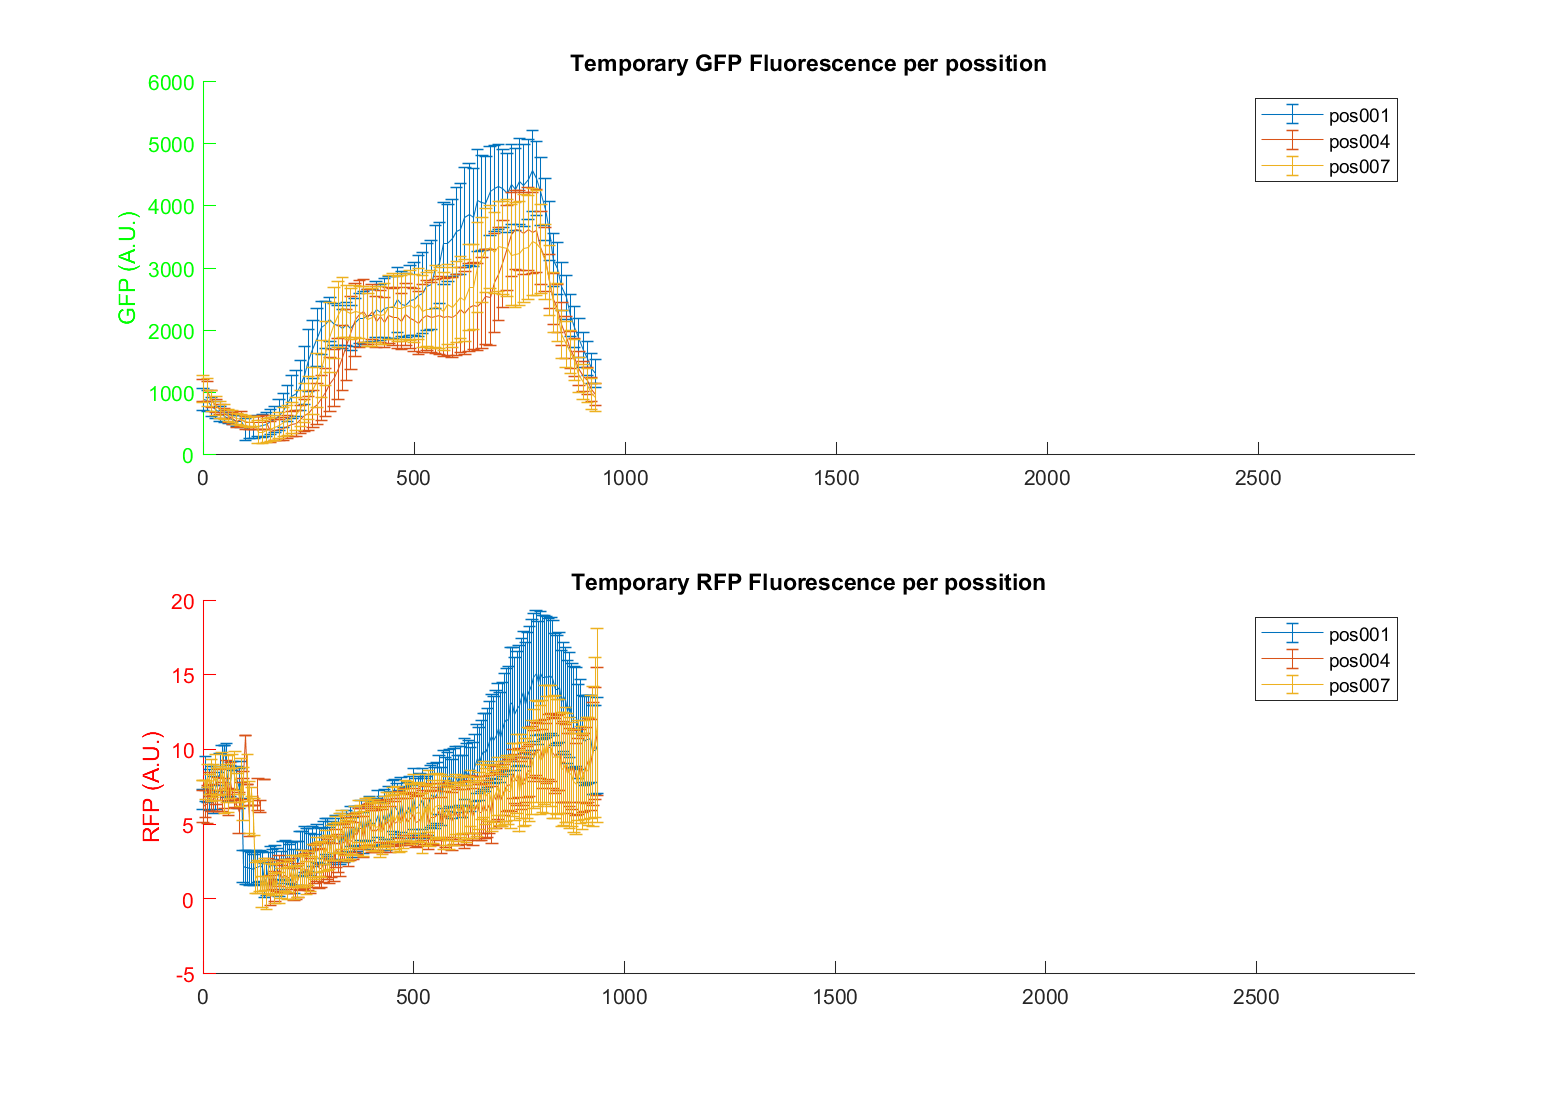 Temporary GFP Fluorescence per possition
6000
5000
4000
3000
2000
1000
0
GFP (A.U.)
0 500 1000 1500 2000 2500
pos001
pos004
pos007
Temporary RFP Fluorescence per possition
20
15
10
5
0
-5
RFP (A.U.)
0 500 1000 1500 2000 2500
pos001
pos004
pos007